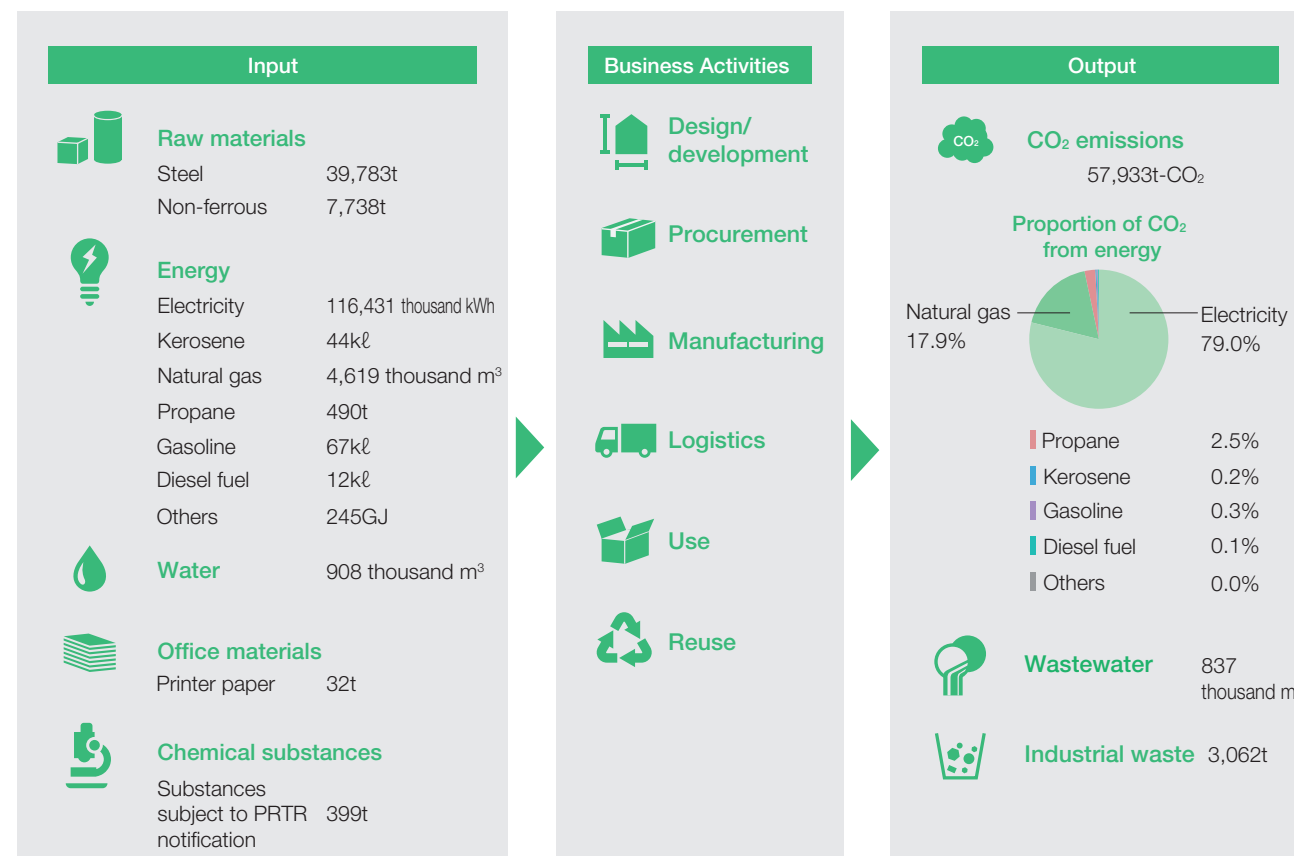 Input
Raw materials
Steel 39,783t
Non-ferrous 7,738t
Energy
Electricity 116,431 thousand kWh
Kerosene 44kℓ
Natural gas 4,619 thousand m³
Propane 490t
Gasoline 67kℓ
Diesel fuel 12kℓ
Others 245GJ
Water 908 thousand m³
Office materials
Printer paper 32t
Chemical substances
Substances
subject to PRTR 399t
notification
Business Activities
Design/
development
Procurement
Manufacturing
Logistics
Use
Reuse
Output
CO₂
CO₂ emissions
57,933t-CO₂
Proportion of CO₂
from energy
Natural gas
17.9%
Electricity
79.0%
Propane 2.5%
Kerosene 0.2%
Gasoline 0.3%
Diesel fuel 0.1%
Others 0.0%
Wastewater 837
thousand m
Industrial waste 3,062t